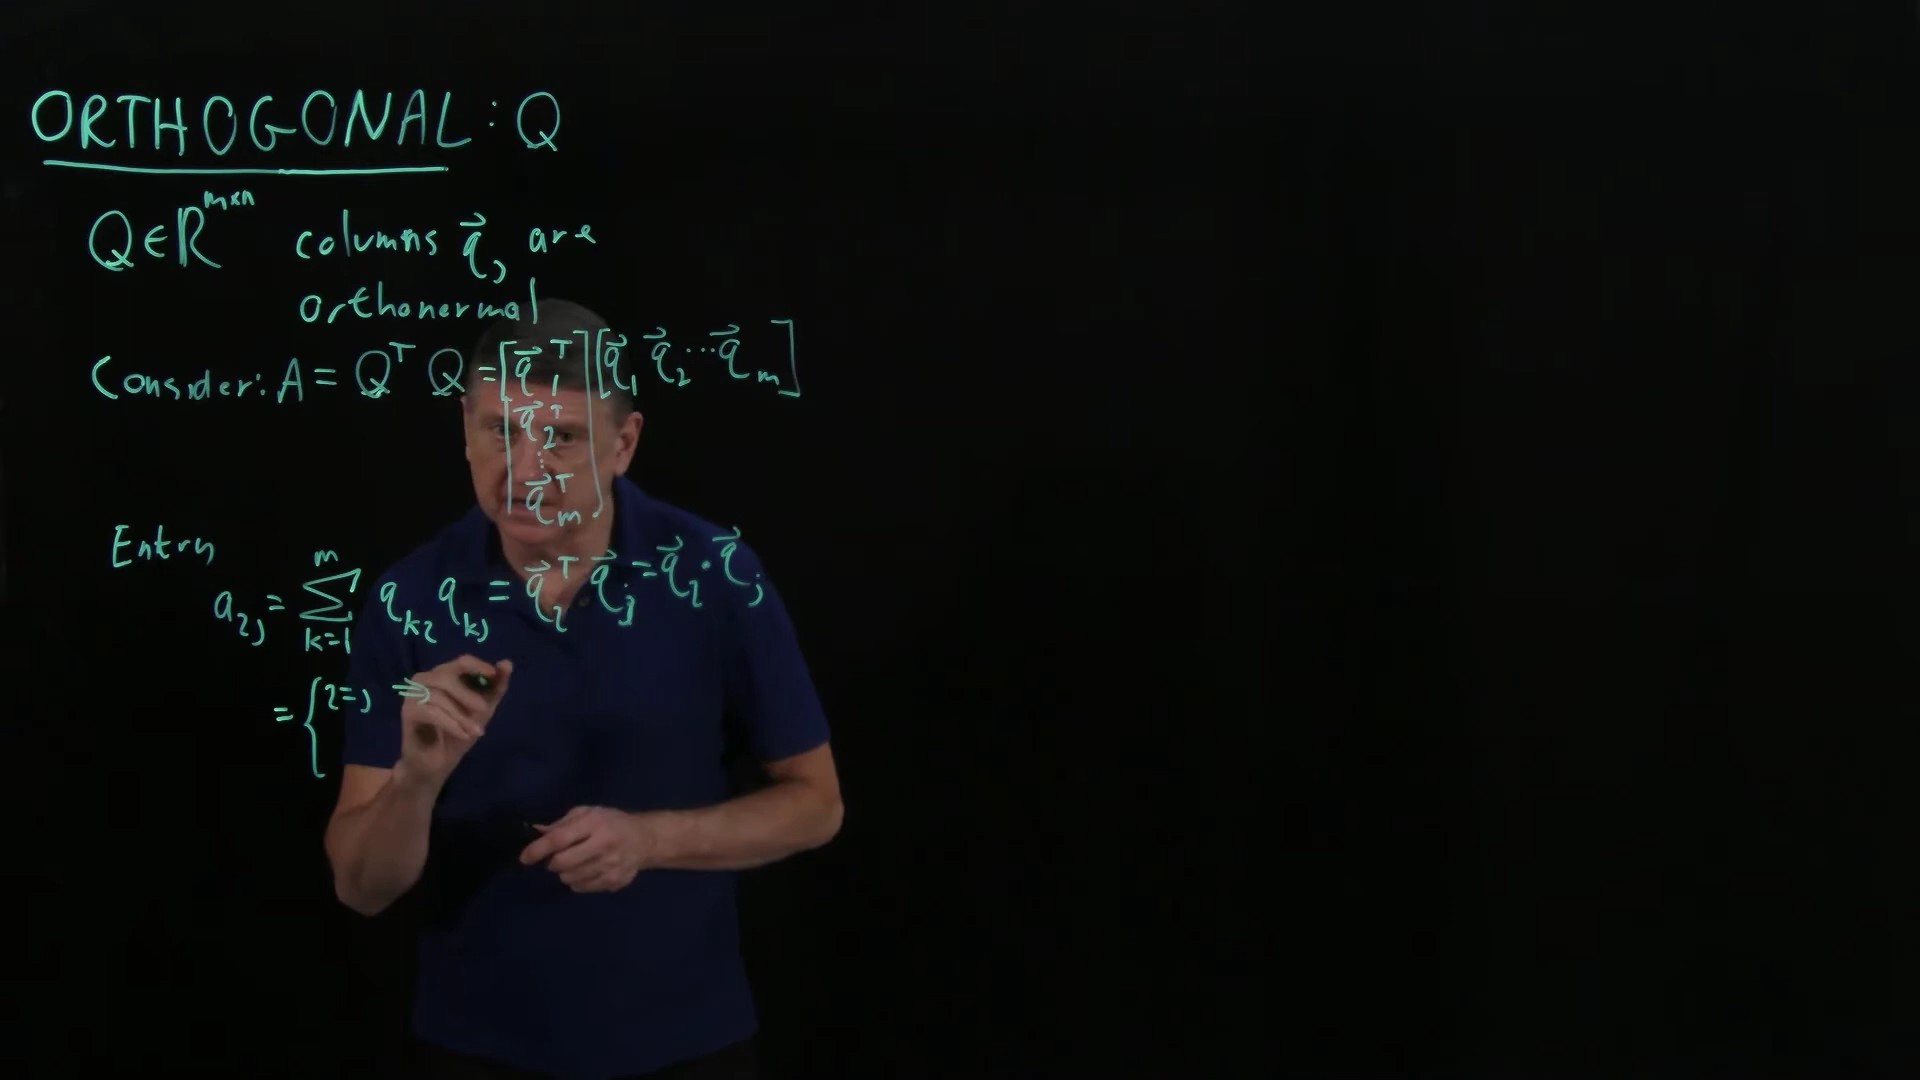 ORTHOGONAL: Q
Q ∈ ℝ^{m×n} columns q⃗_j are
orthonormal
Consider: A = Q^T Q = [q⃗_1^T q⃗_2^T ⋮ q⃗_m^T] [q⃗_1 q⃗_2 ⋯ q⃗_m]
Entry
a_{ij} = Σ_{k=1}^{m} q_{ki} q_{kj} = q⃗_i^T q⃗_j = q⃗_i · q⃗_j
= { i=j ⇒